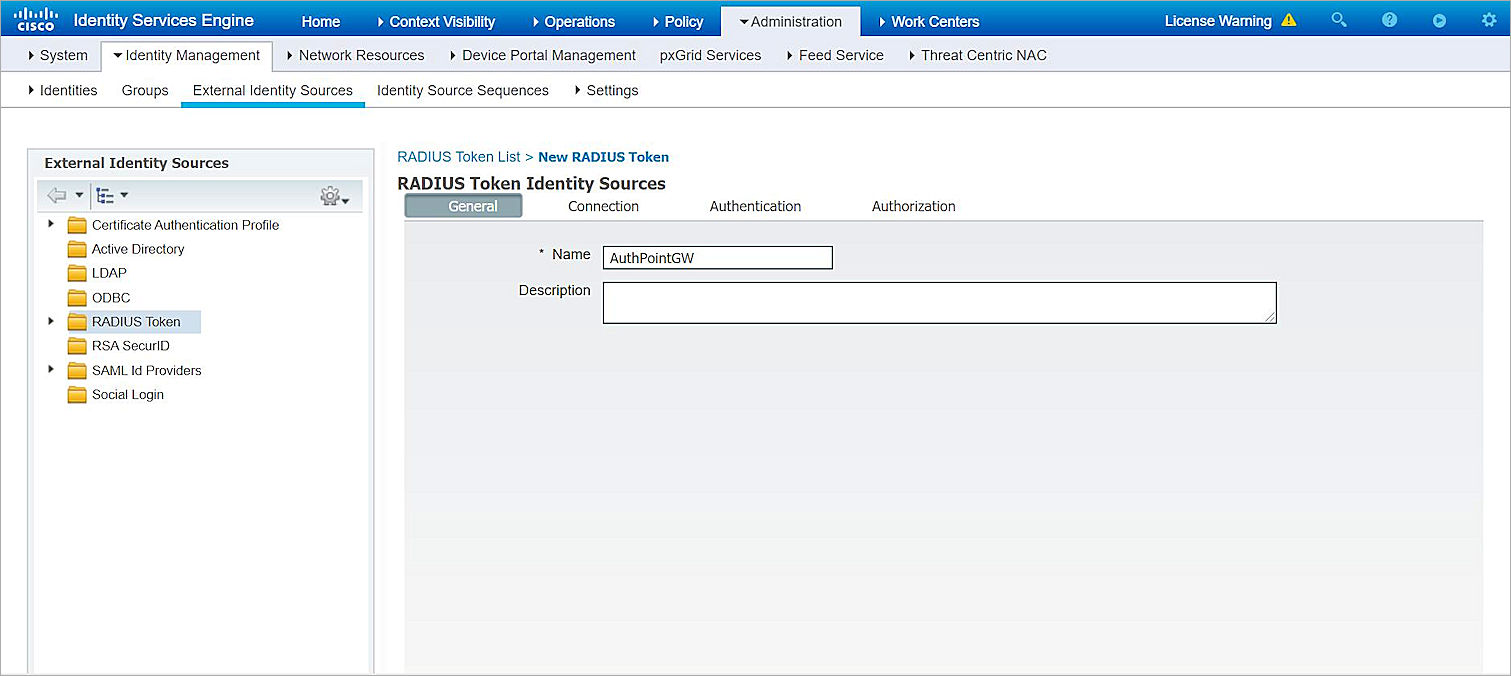 cisco Identity Services Engine Home Context Visibility Operations Policy Administration Work Centers License Warning
System Identity Management Network Resources Device Portal Management pxGrid Services Feed Service Threat Centric NAC
Identities Groups External Identity Sources Identity Source Sequences Settings
External Identity Sources
Certificate Authentication Profile
Active Directory
LDAP
ODBC
RADIUS Token
RSA SecurID
SAML Id Providers
Social Login
RADIUS Token List > New RADIUS Token
RADIUS Token Identity Sources
General Connection Authentication Authorization
* Name AuthPointGW
Description